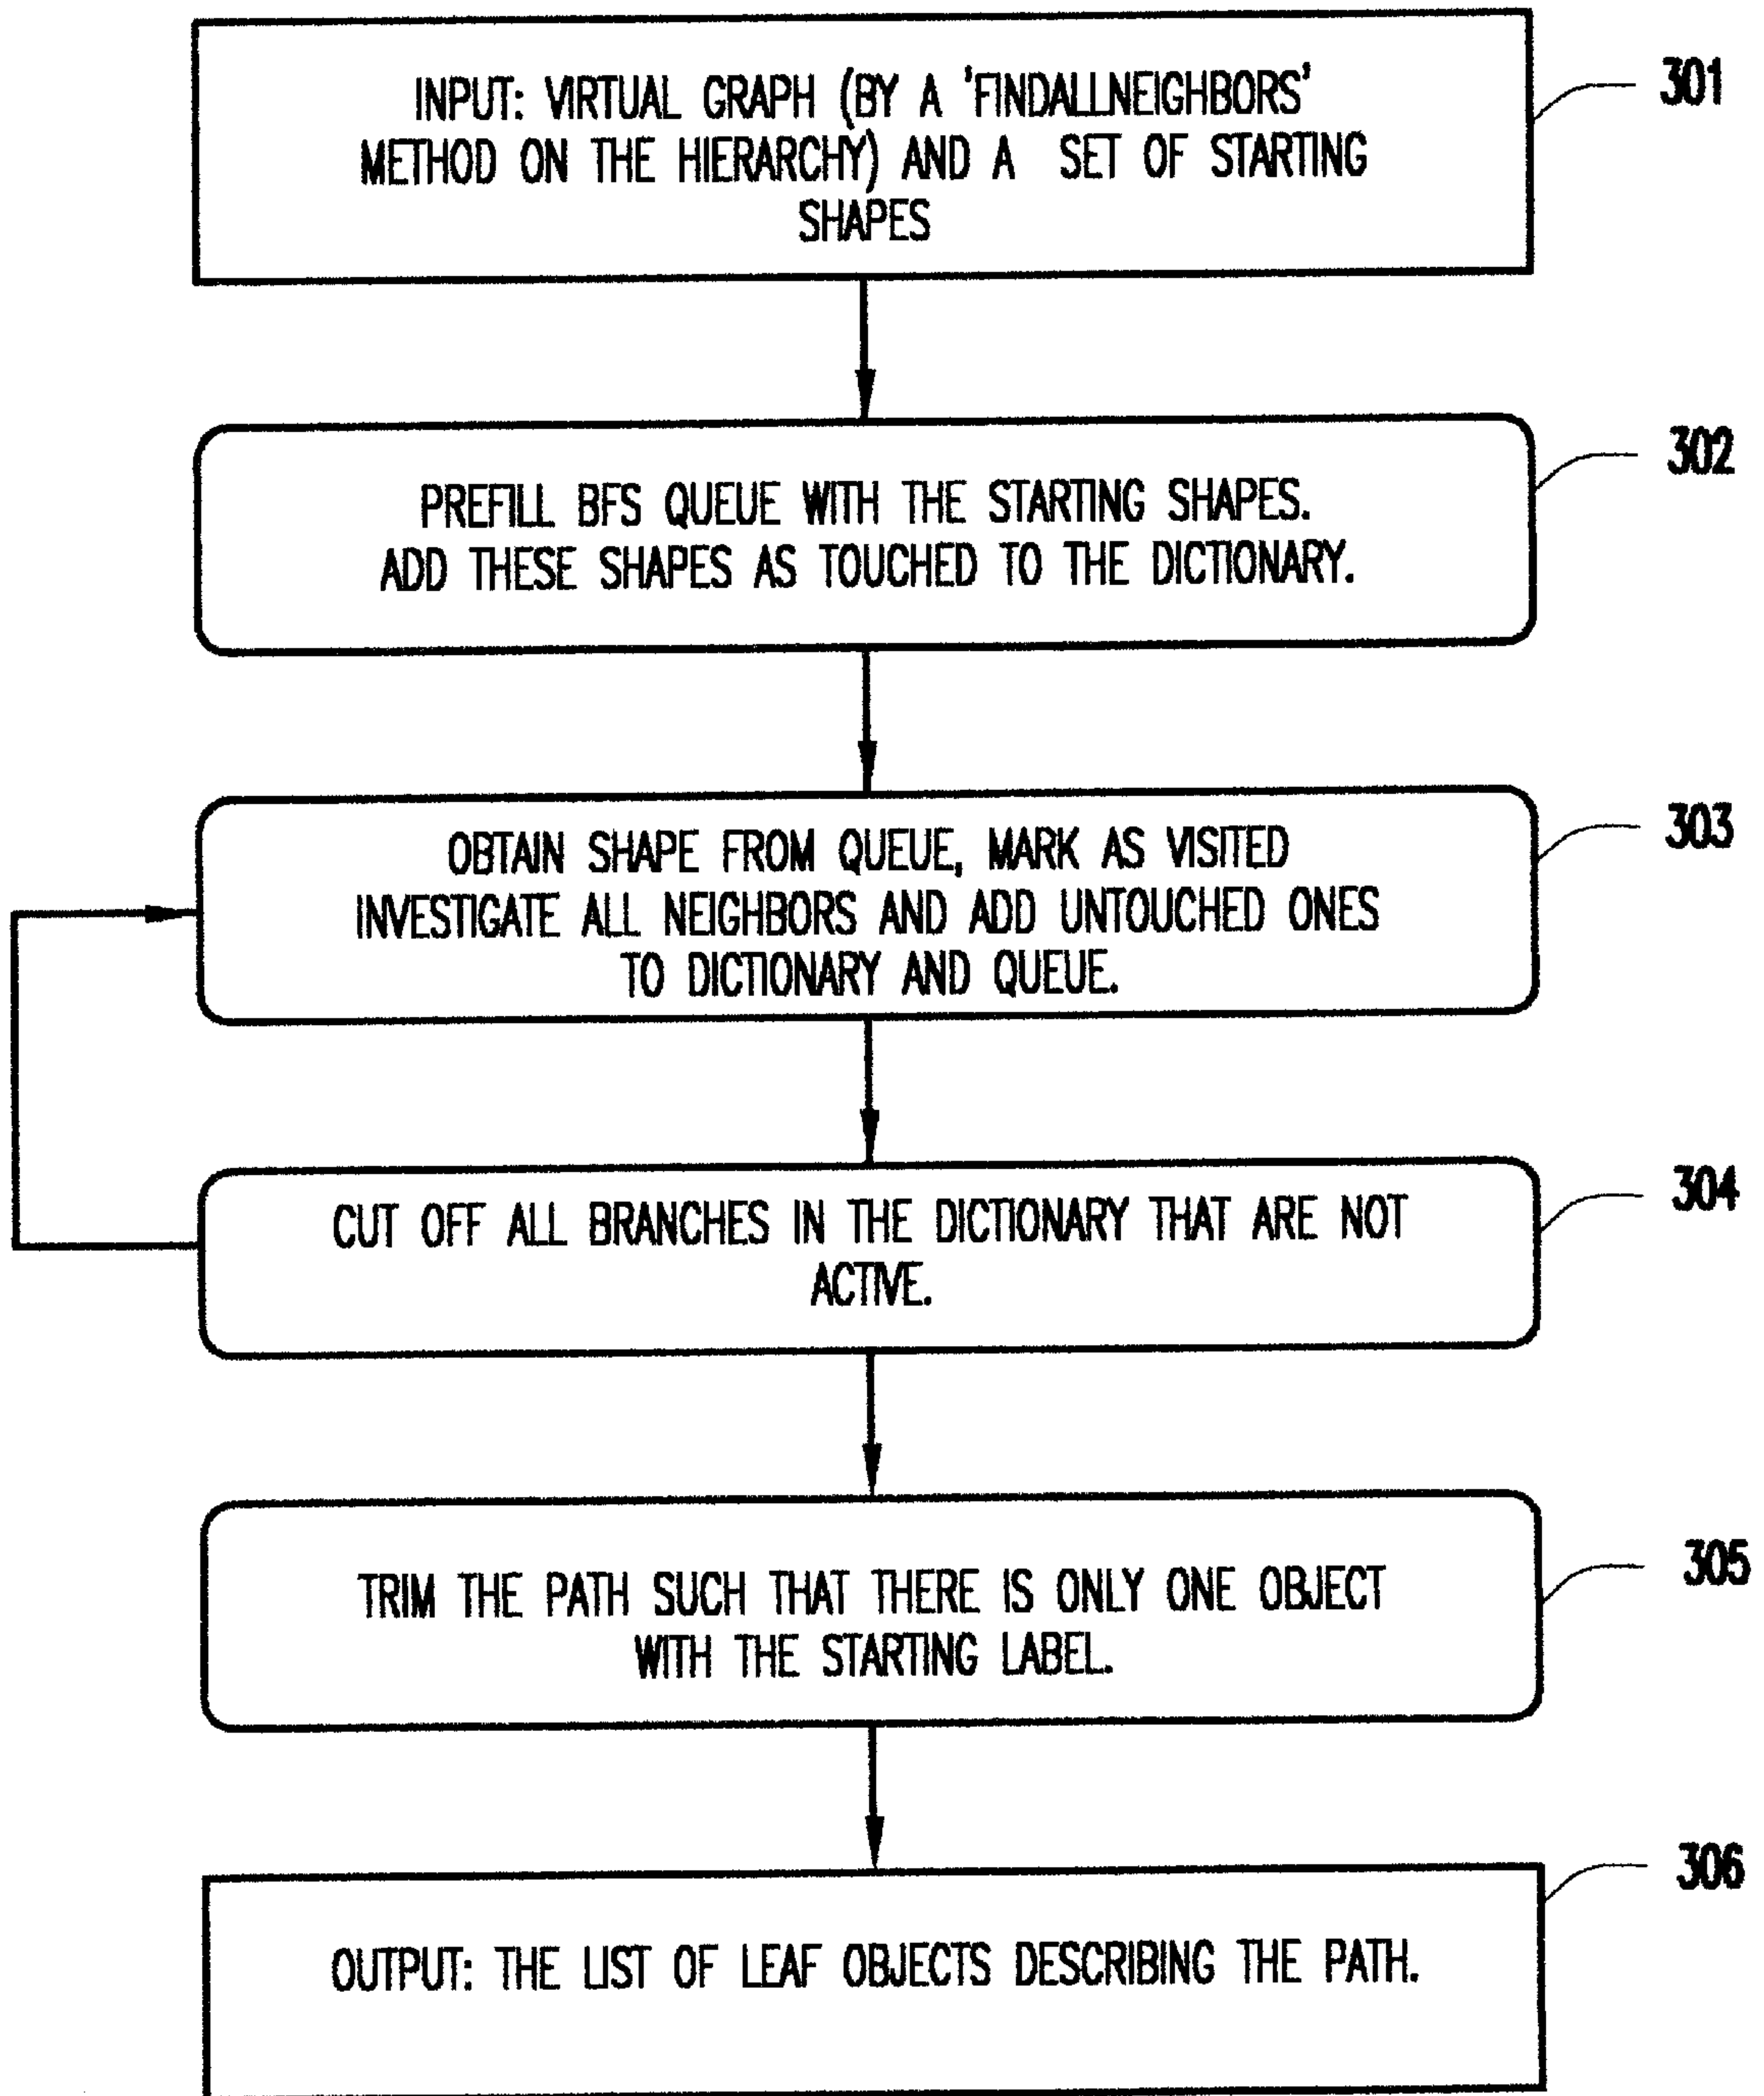 INPUT: VIRTUAL GRAPH (BY A 'FINDALLNEIGHBORS'
METHOD ON THE HIERARCHY) AND A SET OF STARTING
SHAPES
301
PREFILL BFS QUEUE WITH THE STARTING SHAPES.
ADD THESE SHAPES AS TOUCHED TO THE DICTIONARY.
302
OBTAIN SHAPE FROM QUEUE, MARK AS VISITED
INVESTIGATE ALL NEIGHBORS AND ADD UNTOUCHED ONES
TO DICTIONARY AND QUEUE.
303
CUT OFF ALL BRANCHES IN THE DICTIONARY THAT ARE NOT
ACTIVE.
304
TRIM THE PATH SUCH THAT THERE IS ONLY ONE OBJECT
WITH THE STARTING LABEL.
305
OUTPUT: THE LIST OF LEAF OBJECTS DESCRIBING THE PATH.
306